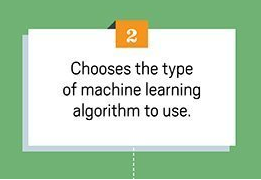 2
Chooses the type
of machine learning
algorithm to use.